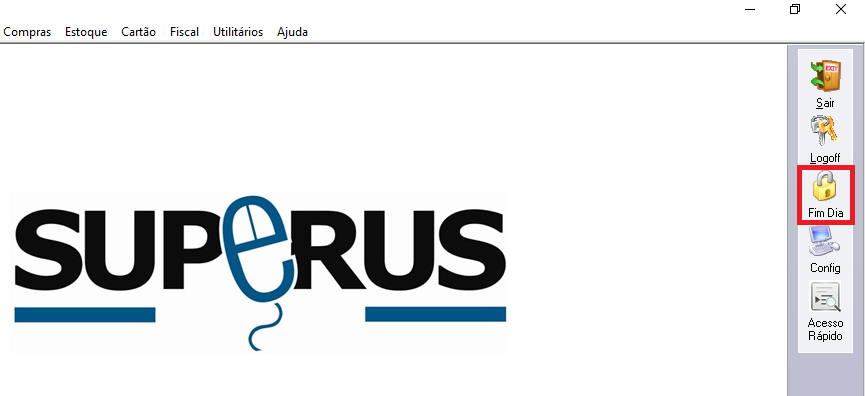 Compras Estoque Cartão Fiscal Utilitários Ajuda
EXIT
Sair
Logoff
Fim Dia
Config
Acesso
Rápido
SUPeRUS